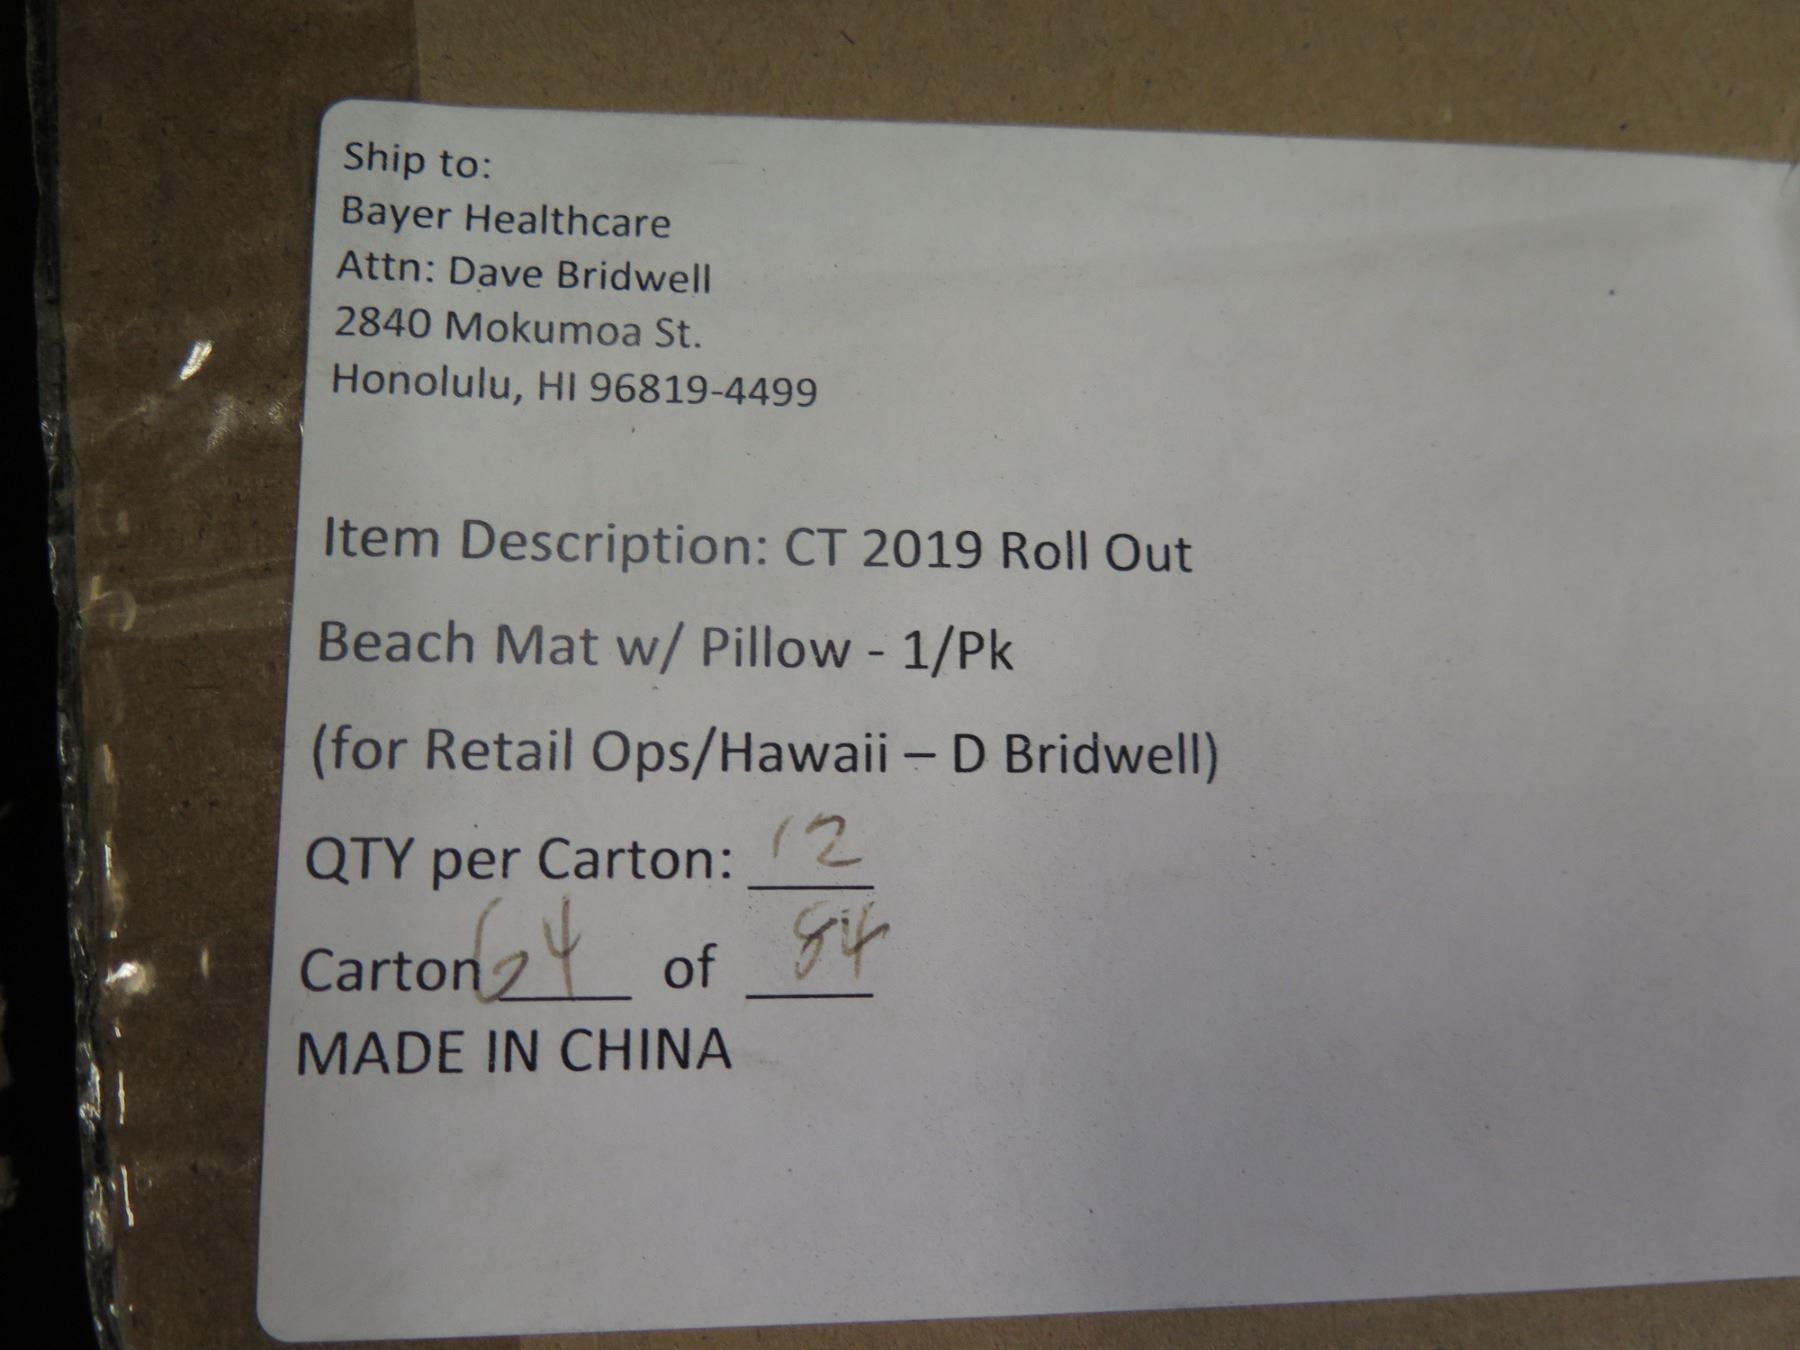 Ship to:
Bayer Healthcare
Attn: Dave Bridwell
2840 Mokumoa St.
Honolulu, HI 96819-4499
Item Description: CT 2019 Roll Out
Beach Mat w/ Pillow - 1/Pk
(for Retail Ops/Hawaii – D Bridwell)
QTY per Carton: 12
Carton 64 of 84
MADE IN CHINA